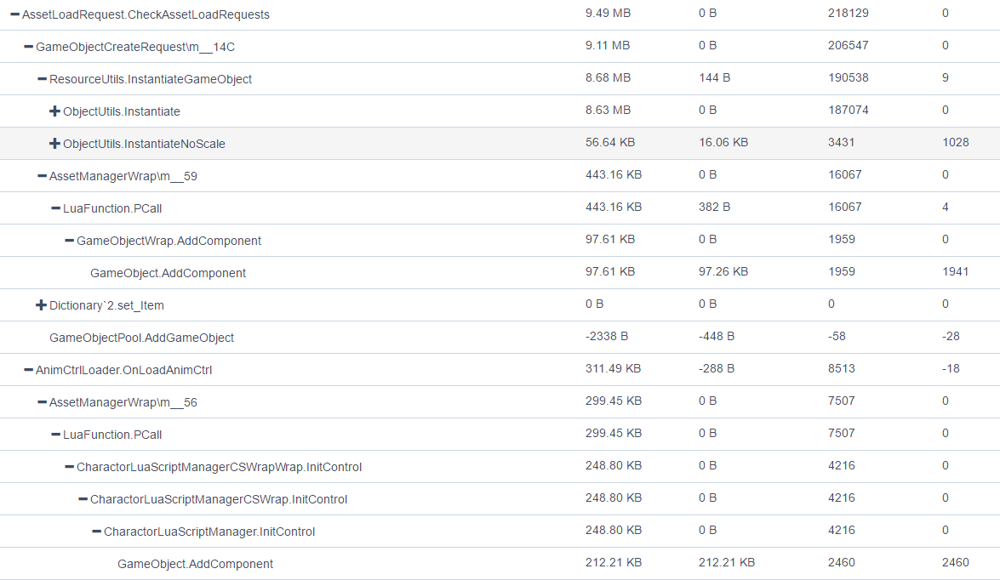 AssetLoadRequest.CheckAssetLoadRequests 9.49 MB 0 B 218129 0
GameObjectCreateRequest\m__14C 9.11 MB 0 B 206547 0
ResourceUtils.InstantiateGameObject 8.68 MB 144 B 190538 9
ObjectUtils.Instantiate 8.63 MB 0 B 187074 0
ObjectUtils.InstantiateNoScale 56.64 KB 16.06 KB 3431 1028
AssetManagerWrap\m__59 443.16 KB 0 B 16067 0
LuaFunction.PCall 443.16 KB 382 B 16067 4
GameObjectWrap.AddComponent 97.61 KB 0 B 1959 0
GameObject.AddComponent 97.61 KB 97.26 KB 1959 1941
Dictionary`2.set_Item 0 B 0 B 0 0
GameObjectPool.AddGameObject -2338 B -448 B -58 -28
AnimCtrlLoader.OnLoadAnimCtrl 311.49 KB -288 B 8513 -18
AssetManagerWrap\m__56 299.45 KB 0 B 7507 0
LuaFunction.PCall 299.45 KB 0 B 7507 0
CharactorLuaScriptManagerCSWrapWrap.InitControl 248.80 KB 0 B 4216 0
CharactorLuaScriptManagerCSWrap.InitControl 248.80 KB 0 B 4216 0
CharactorLuaScriptManager.InitControl 248.80 KB 0 B 4216 0
GameObject.AddComponent 212.21 KB 212.21 KB 2460 2460